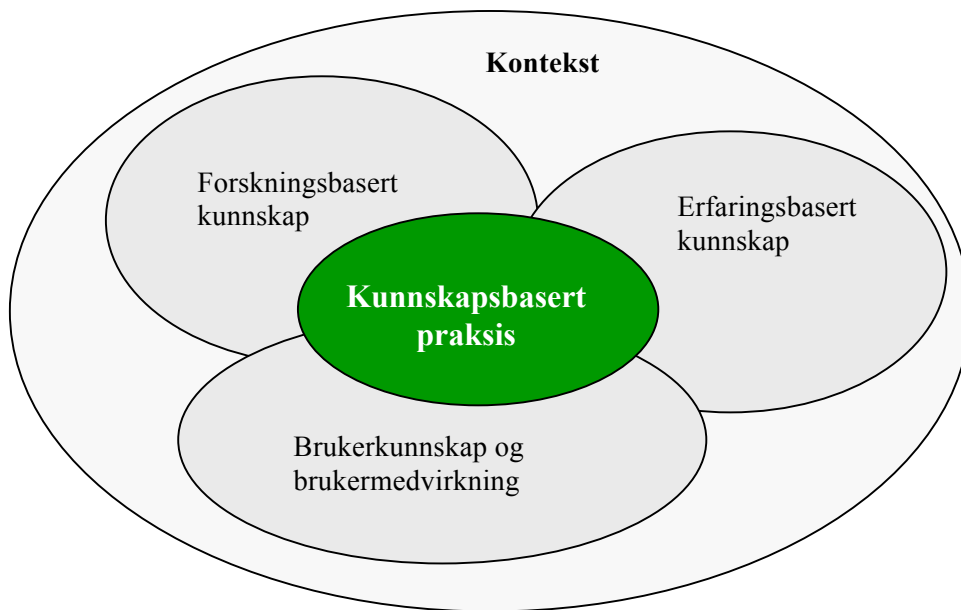 Kontekst
Forskningsbasert
kunnskap
Erfaringsbasert
kunnskap
Kunnskapsbasert
praksis
Brukerkunnskap og
brukermedvirkning